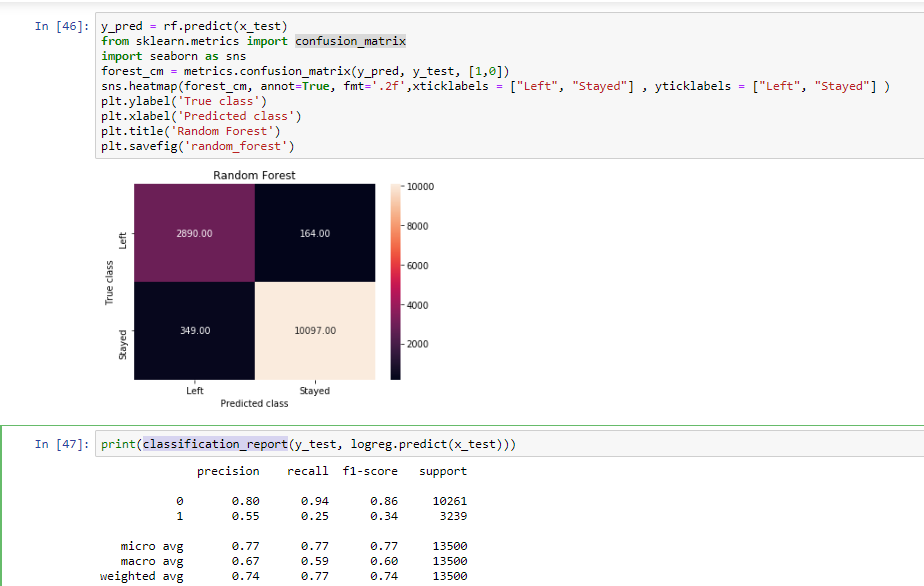 In [46]: y_pred = rf.predict(x_test)
from sklearn.metrics import confusion_matrix
import seaborn as sns
forest_cm = metrics.confusion_matrix(y_pred, y_test, [1,0])
sns.heatmap(forest_cm, annot=True, fmt='.2f',xticklabels = ["Left", "Stayed"] , yticklabels = ["Left", "Stayed"] )
plt.ylabel('True class')
plt.xlabel('Predicted class')
plt.title('Random Forest')
plt.savefig('random_forest')
Random Forest
10000
8000
6000
4000
2000
True class
Left
2890.00 164.00
Stayed
349.00 10097.00
Left Stayed
Predicted class
In [47]: print(classification_report(y_test, logreg.predict(x_test)))
precision recall f1-score support
0 0.80 0.94 0.86 10261
1 0.55 0.25 0.34 3239
micro avg 0.77 0.77 0.77 13500
macro avg 0.67 0.59 0.60 13500
weighted avg 0.74 0.77 0.74 13500